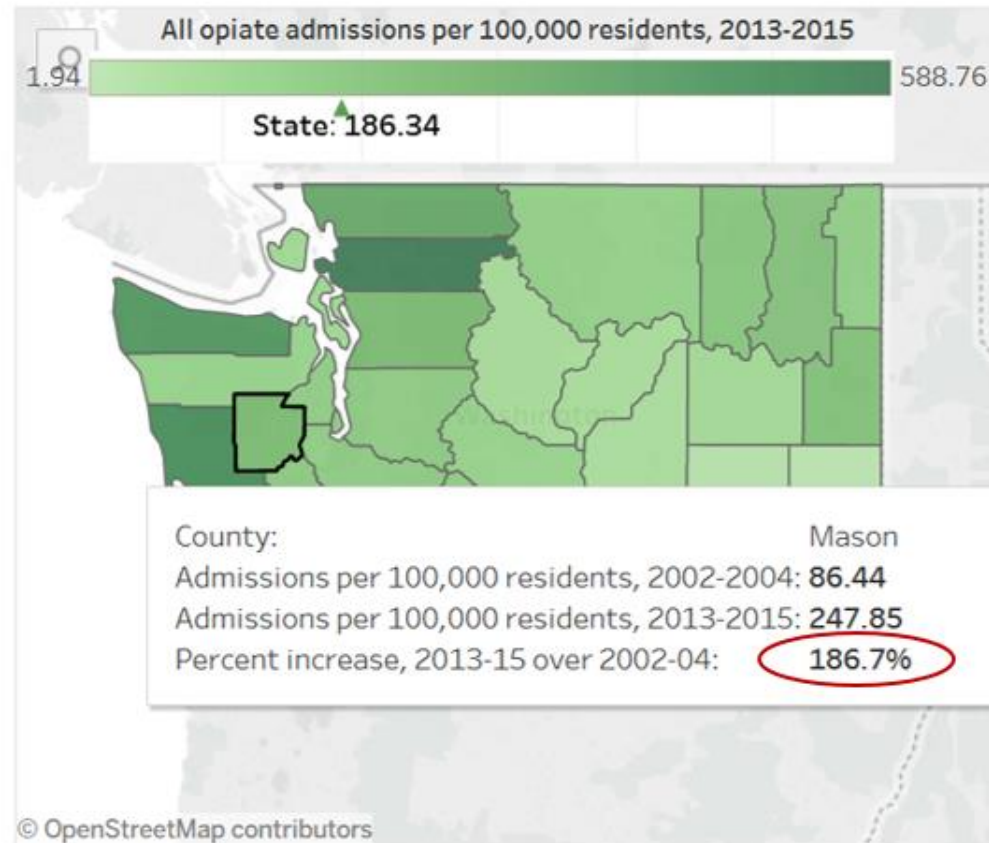 All opiate admissions per 100,000 residents, 2013-2015
1.94 588.76
State: 186.34
Washington
County: Mason
Admissions per 100,000 residents, 2002-2004: 86.44
Admissions per 100,000 residents, 2013-2015: 247.85
Percent increase, 2013-15 over 2002-04: 186.7%
© OpenStreetMap contributors